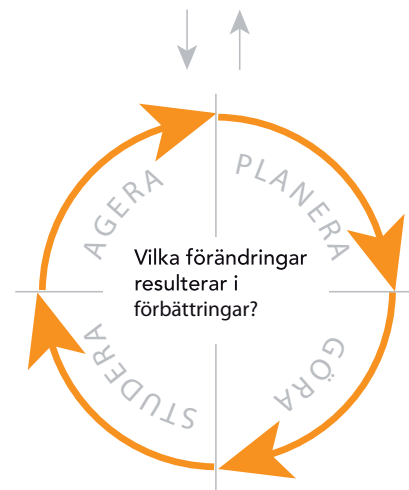 AGERA
PLANERA
Vilka förändringar
resulterar i
förbättringar?
STUDERA
GÖRA